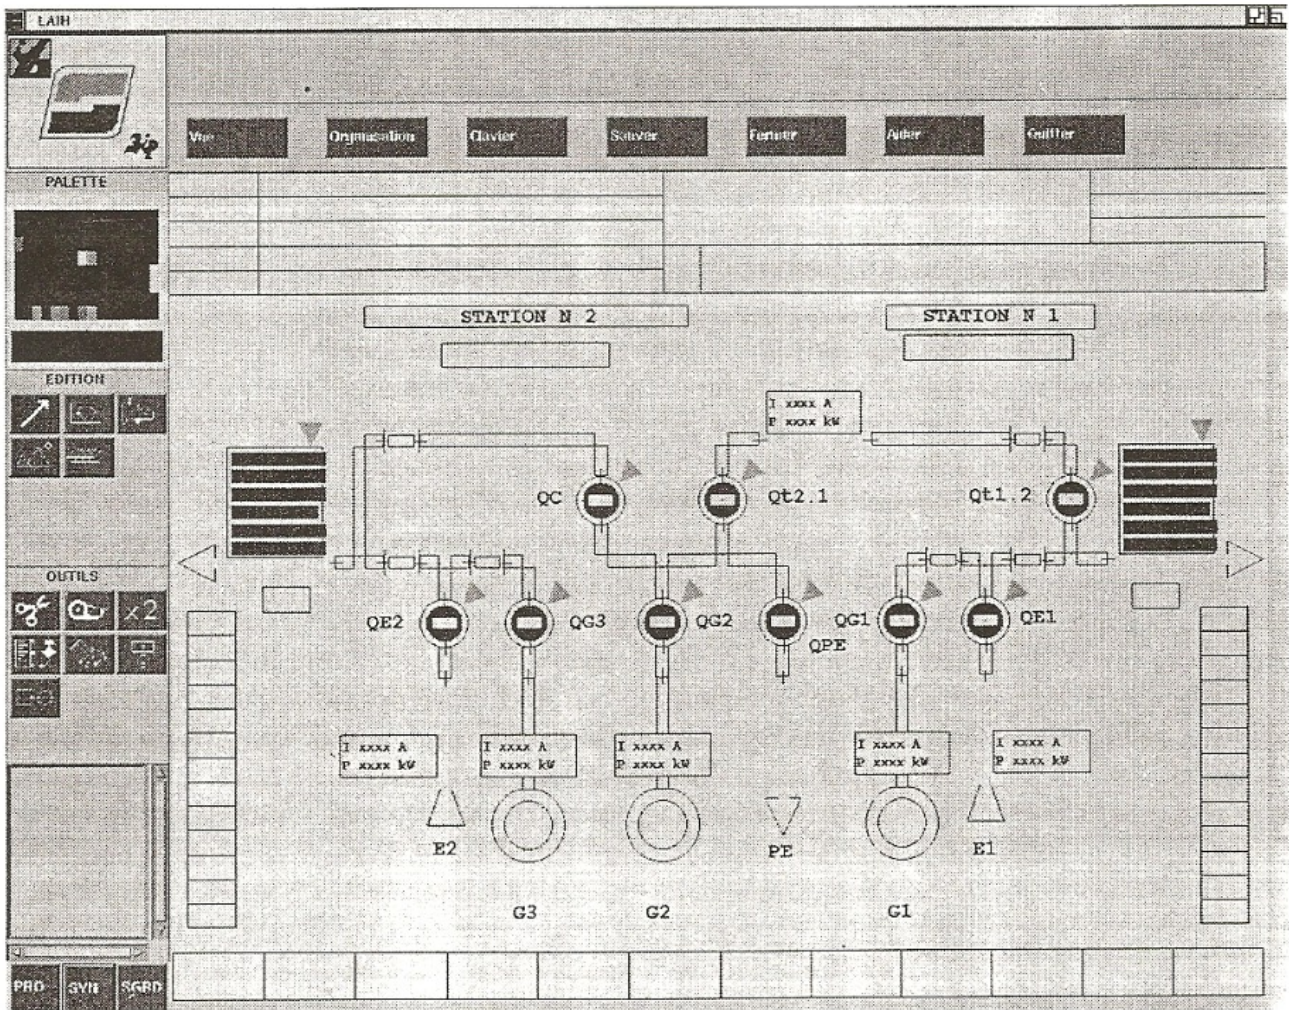 LAIH
Vue Organisation Clavier Sauver Fermer Aider Quitter
PALETTE
STATION N 2 STATION N 1
EDITION
I xxxx A
P xxxx kW
QC Qt2.1 Qt1.2
OUTILS
x2
QE2 QG3 QG2 QPE QG1 QE1
I xxxx A I xxxx A I xxxx A I xxxx A I xxxx A
P xxxx kW P xxxx kW P xxxx kW P xxxx kW P xxxx kW
E2 PE E1
G3 G2 G1
PRO SYN SGBD